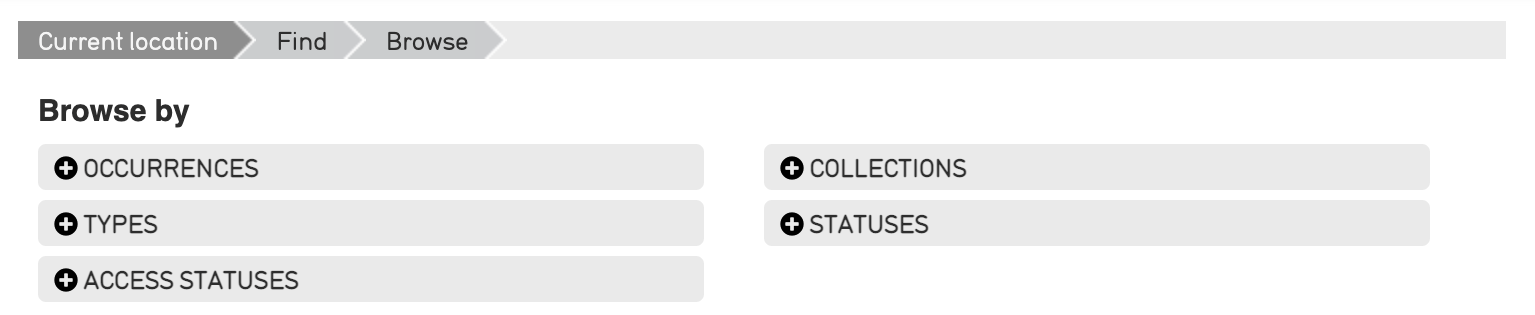 Current location Find Browse
Browse by
OCCURRENCES
COLLECTIONS
TYPES
STATUSES
ACCESS STATUSES